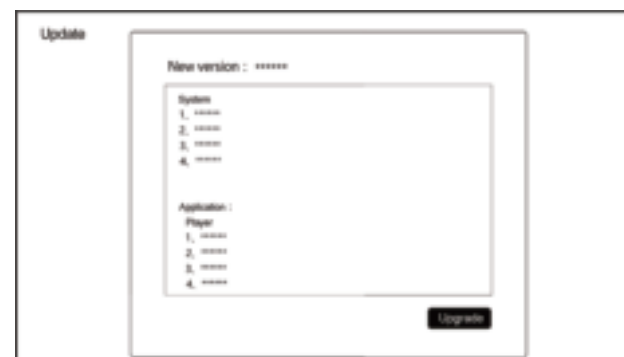 Update
New version : ******
System
1, ******
2, ******
3, ******
4, ******
Application :
Player
1, ******
2, ******
3, ******
4, ******
Upgrade